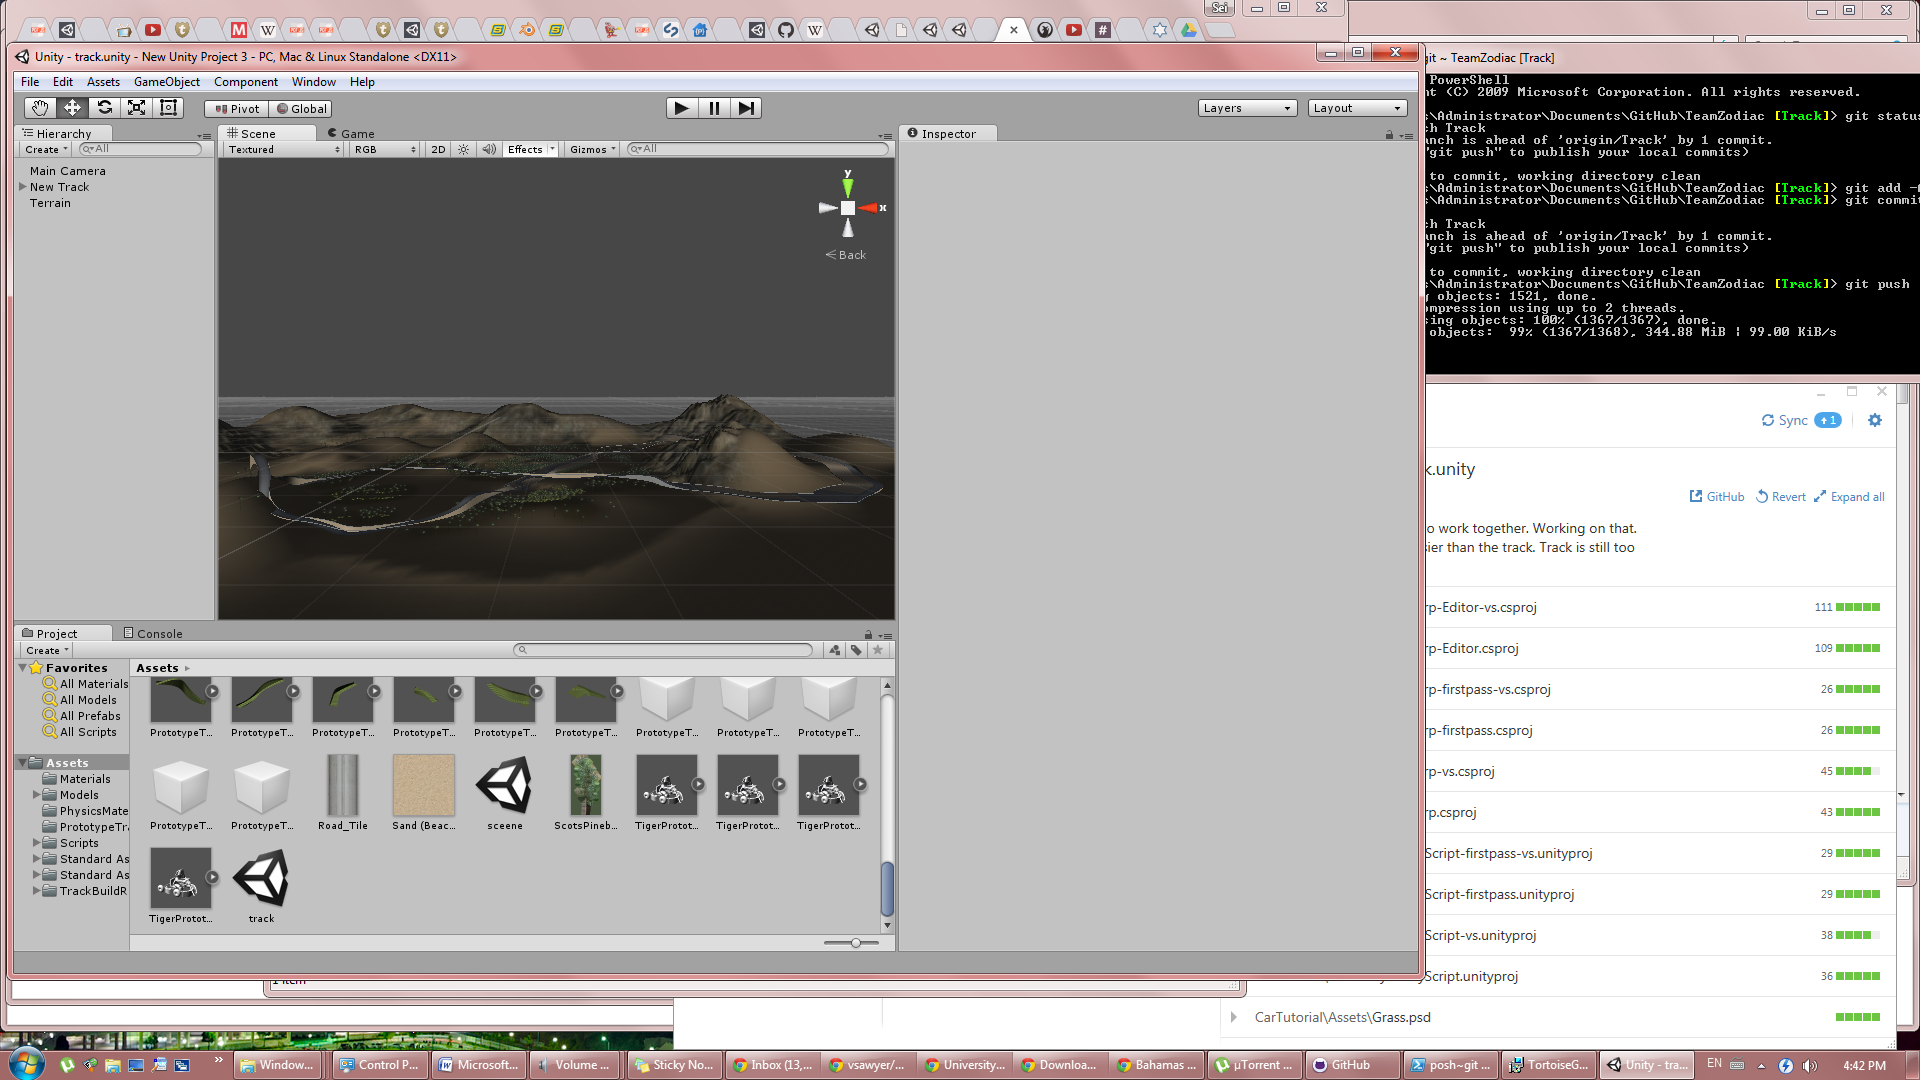 Sei
Unity - track.unity - New Unity Project 3 - PC, Mac & Linux Standalone <DX11>
File Edit Assets GameObject Component Window Help
Pivot Global
Layers Layout
Hierarchy
Create All
Main Camera
New Track
Terrain
Scene Game
Textured RGB 2D Effects Gizmos All
y
x
Back
Inspector
git ~ TeamZodiac [Track]
PowerShell
(C) 2009 Microsoft Corporation. All rights reserved.
\Administrator\Documents\GitHub\TeamZodiac [Track]> git status
Track
is ahead of 'origin/Track' by 1 commit.
"git push" to publish your local commits)
to commit, working directory clean
\Administrator\Documents\GitHub\TeamZodiac [Track]> git add
\Administrator\Documents\GitHub\TeamZodiac [Track]> git commit
Track
is ahead of 'origin/Track' by 1 commit.
"git push" to publish your local commits)
to commit, working directory clean
\Administrator\Documents\GitHub\TeamZodiac [Track]> git push
objects: 1521, done.
using up to 2 threads.
objects: 100% (1367/1367), done.
objects: 99% (1367/1368), 344.88 MiB | 99.00 KiB/s
Sync 1
k.unity
GitHub Revert Expand all
o work together. Working on that.
sier than the track. Track is still too
rp-Editor-vs.csproj 111
rp-Editor.csproj 109
rp-firstpass-vs.csproj 26
rp-firstpass.csproj 26
rp-vs.csproj 45
rp.csproj 43
Script-firstpass-vs.unityproj 29
Script-firstpass.unityproj 29
Script-vs.unityproj 38
Script.unityproj 36
CarTutorial\Assets\Grass.psd
Project Console
Create
Favorites
All Materials
All Models
All Prefabs
All Scripts
Assets
Materials
Models
PhysicsMate
PrototypeTr
Scripts
Standard As
Standard As
TrackBuildR
Assets
PrototypeT... PrototypeT... PrototypeT... PrototypeT... PrototypeT... PrototypeT... PrototypeT... PrototypeT... PrototypeT...
PrototypeT... PrototypeT... Road_Tile Sand (Beac... sceene ScotsPineb... TigerProtot... TigerProtot... TigerProtot...
TigerProtot... track
1 item
Window... Control P... Microsoft... Volume ... Sticky No... Inbox (13,... vsawyer/... University... Downloa... Bahamas ... µTorrent ... GitHub posh~git ... TortoiseG... Unity - tra... EN 4:42 PM